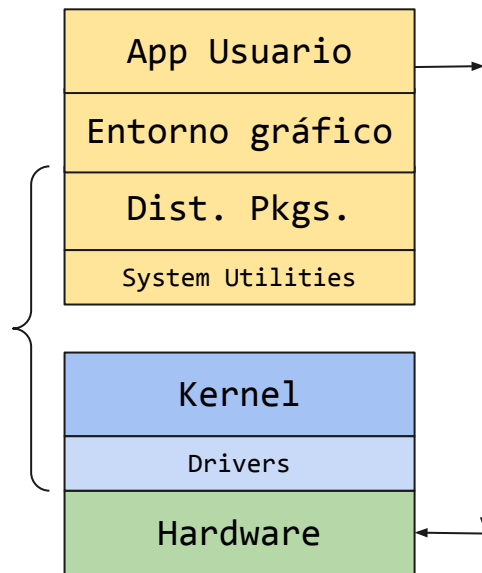 App Usuario
Entorno gráfico
Dist. Pkgs.
System Utilities
Kernel
Drivers
Hardware